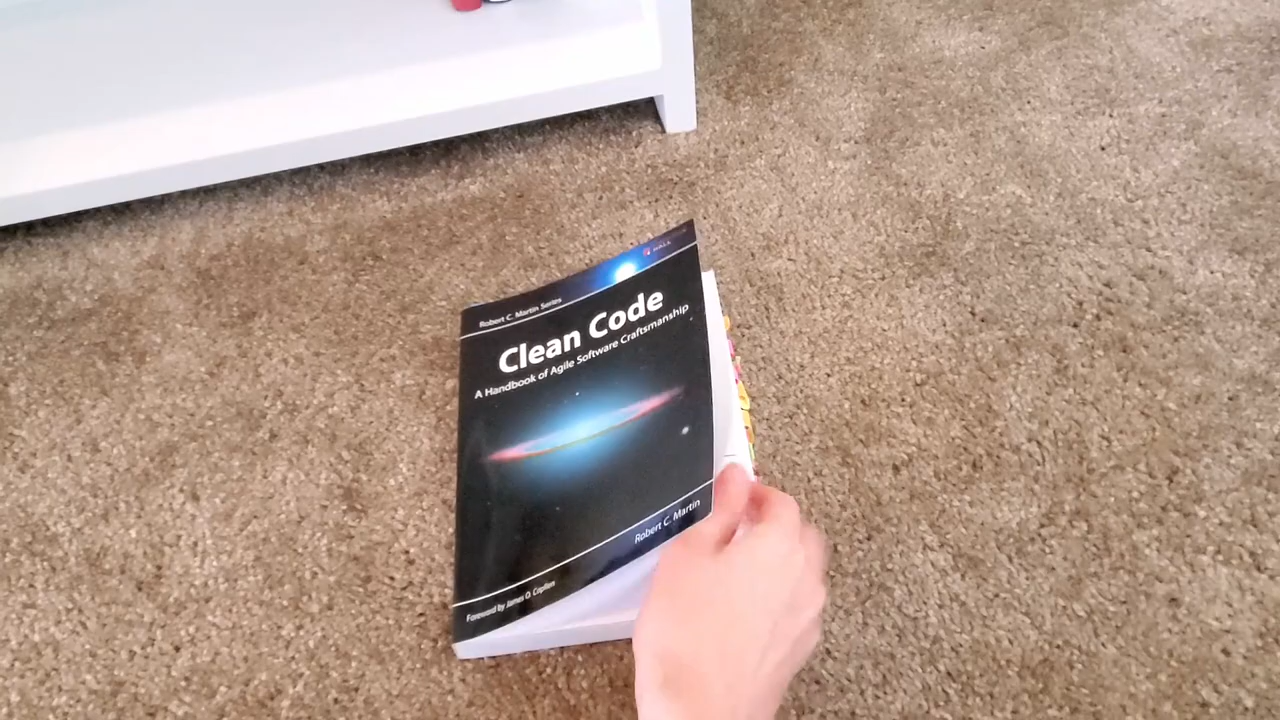 Robert C. Martin Series
Clean Code
A Handbook of Agile Software Craftsmanship
Robert C. Martin
Foreword by James O. Coplien